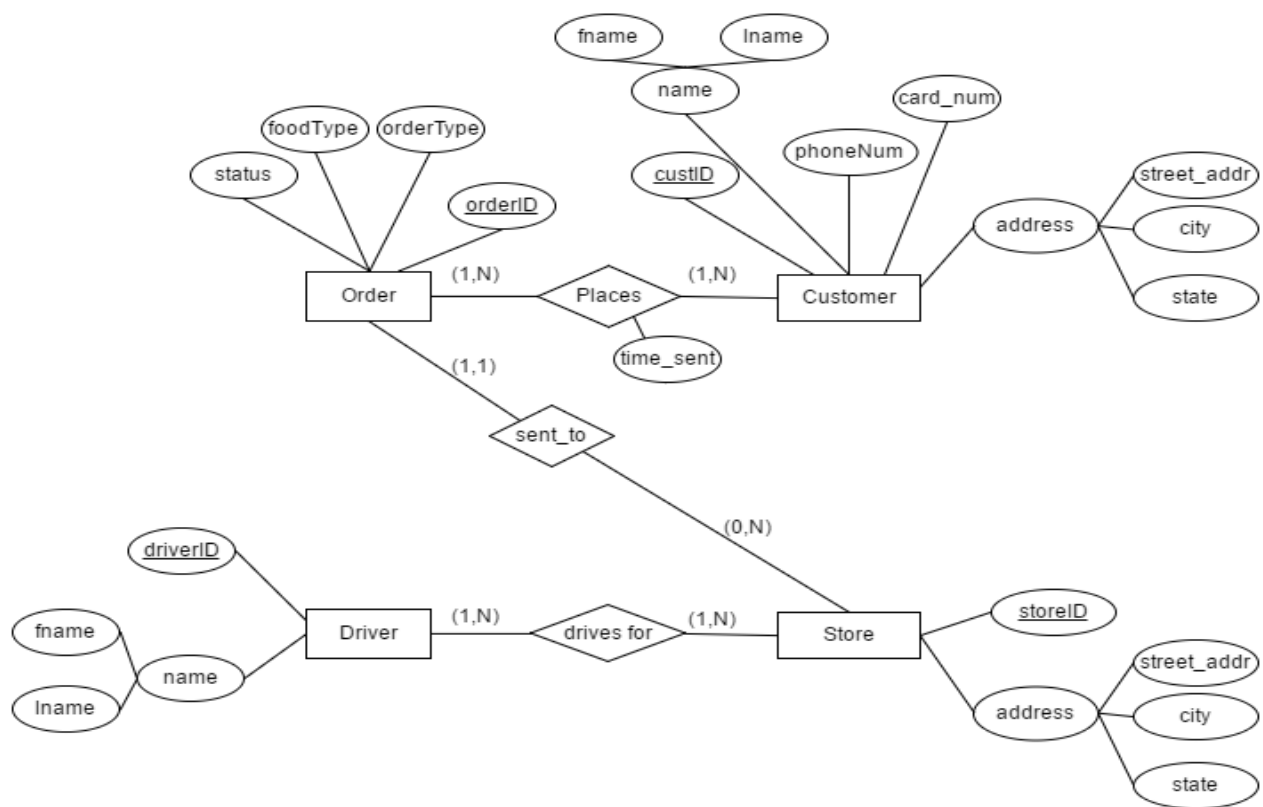 fname
lname
name
card_num
foodType
orderType
phoneNum
status
custID
street_addr
orderID
address
city
(1,N)
(1,N)
Order
Places
Customer
state
time_sent
(1,1)
sent_to
(0,N)
driverID
(1,N)
(1,N)
storeID
fname
Driver
drives for
Store
street_addr
name
lname
address
city
state